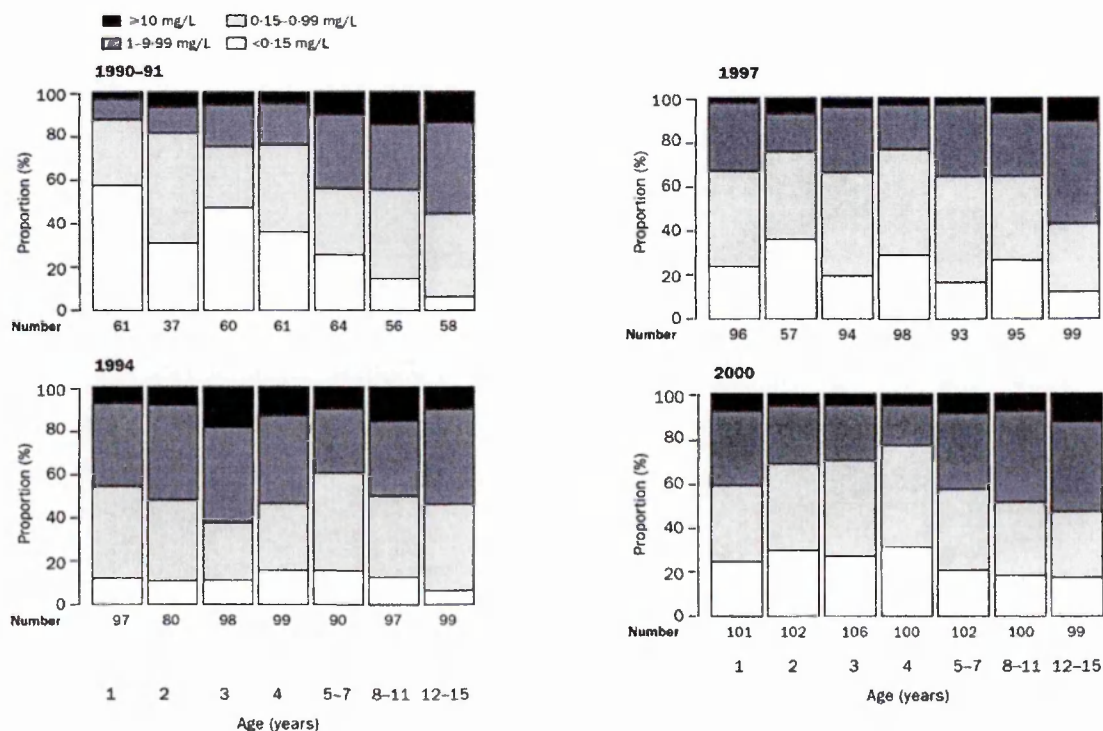 ≥10 mg/L 0·15–0·99 mg/L
1–9·99 mg/L <0·15 mg/L
1990–91
Proportion (%)
100
80
60
40
20
0
Number 61 37 60 61 64 56 58
1994
Proportion (%)
100
80
60
40
20
0
Number 97 80 98 99 90 97 99
1 2 3 4 5–7 8–11 12–15
Age (years)
1997
Proportion (%)
100
80
60
40
20
0
Number 96 57 94 98 93 95 99
2000
Proportion (%)
100
80
60
40
20
0
Number 101 102 106 100 102 100 99
1 2 3 4 5–7 8–11 12–15
Age (years)